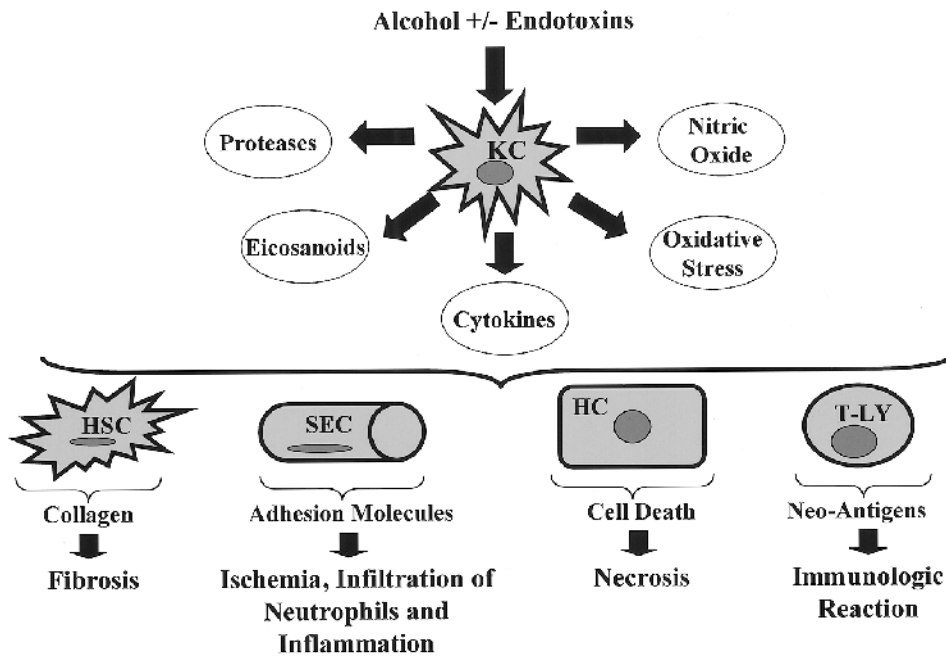 Alcohol +/- Endotoxins
KC
Proteases
Nitric
Oxide
Eicosanoids
Oxidative
Stress
Cytokines
HSC
SEC
HC
T-LY
Collagen
Adhesion Molecules
Cell Death
Neo-Antigens
Fibrosis
Ischemia, Infiltration of
Neutrophils and
Inflammation
Necrosis
Immunologic
Reaction